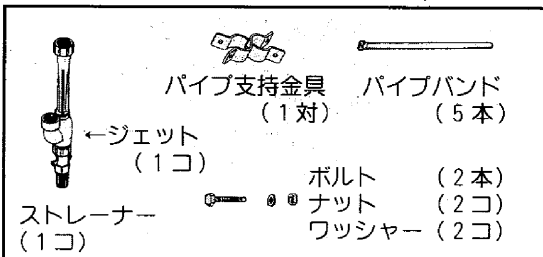 パイプ支持金具
(1対)
パイプバンド
(5本)
←ジェット
(1コ)
ストレーナー
(1コ)
ボルト (2本)
ナット (2コ)
ワッシャー (2コ)